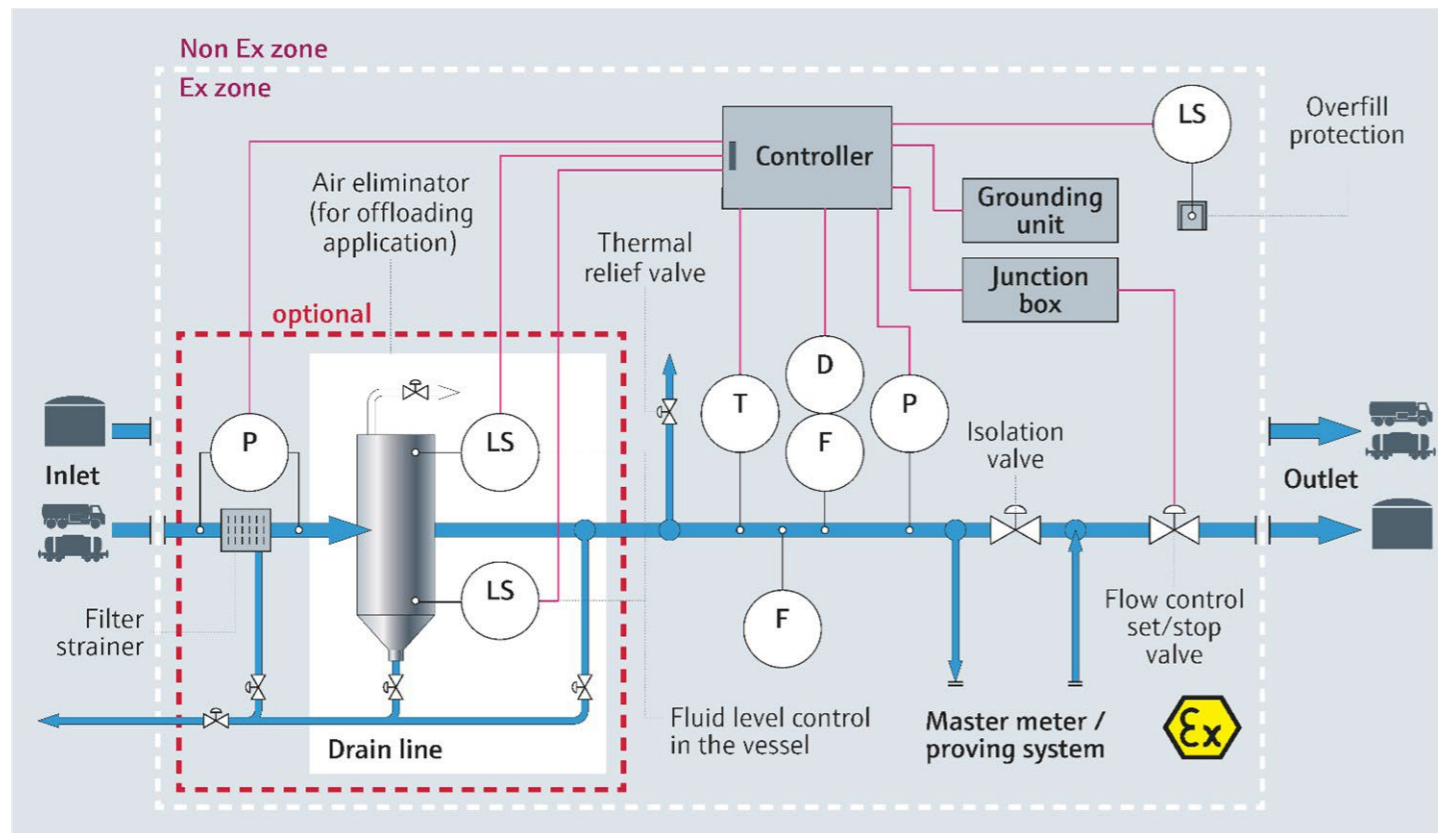 Non Ex zone
Ex zone
LS
Overfill
protection
Controller
Air eliminator
(for offloading
application)
Grounding
unit
Thermal
relief valve
Junction
box
optional
D
T
F
P
P
LS
Isolation
valve
Inlet
Outlet
LS
F
Filter
strainer
Flow control
set/stop
valve
Fluid level control
in the vessel
Master meter /
proving system
Drain line
Ex